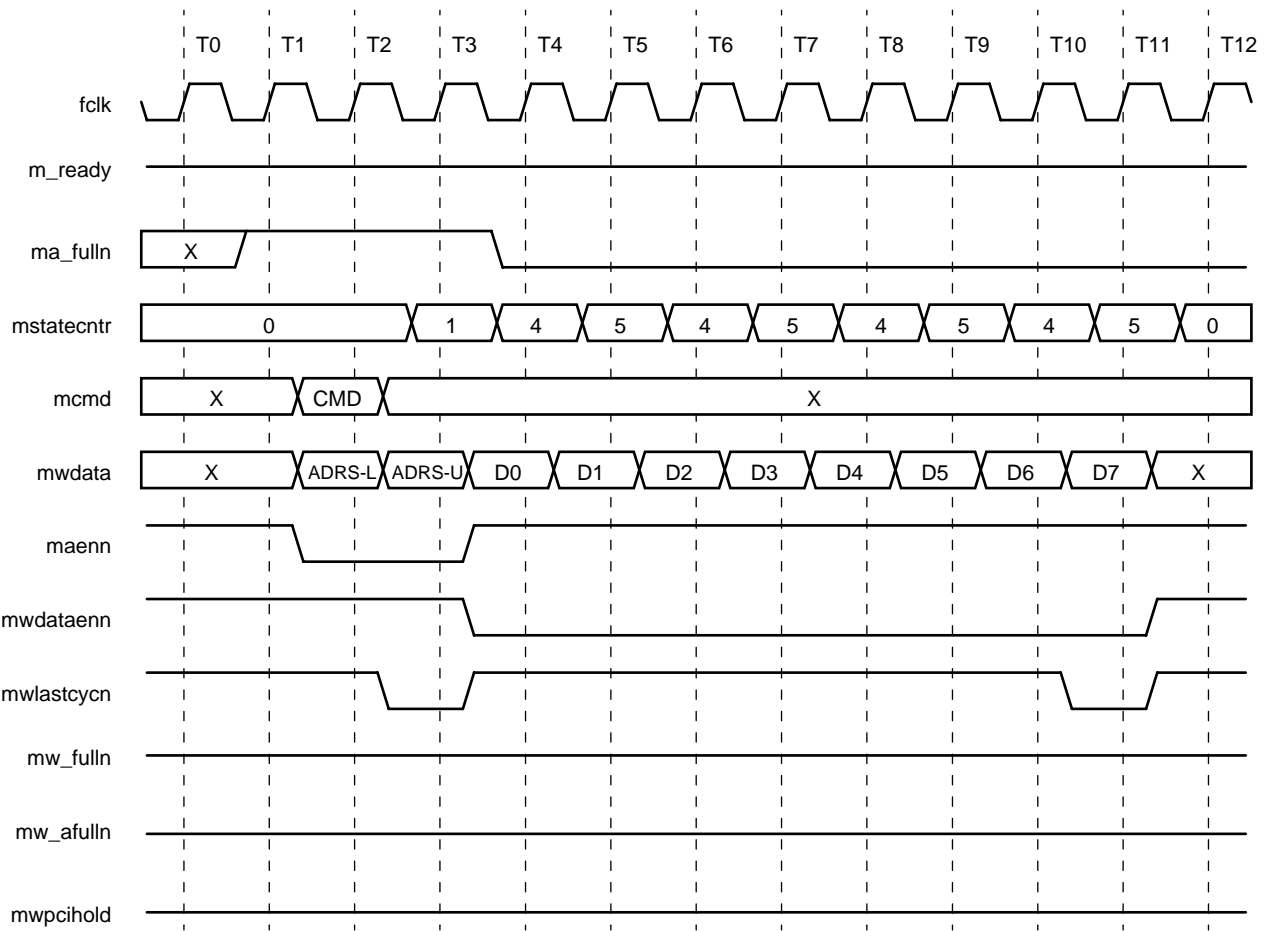 T0 T1 T2 T3 T4 T5 T6 T7 T8 T9 T10 T11 T12
fclk
m_ready
ma_fulln X
mstatecntr 0 1 4 5 4 5 4 5 4 5 0
mcmd X CMD X
mwdata X ADRS-L ADRS-U D0 D1 D2 D3 D4 D5 D6 D7 X
maenn
mwdataenn
mwlastcycn
mw_fulln
mw_afulln
mwpcihold